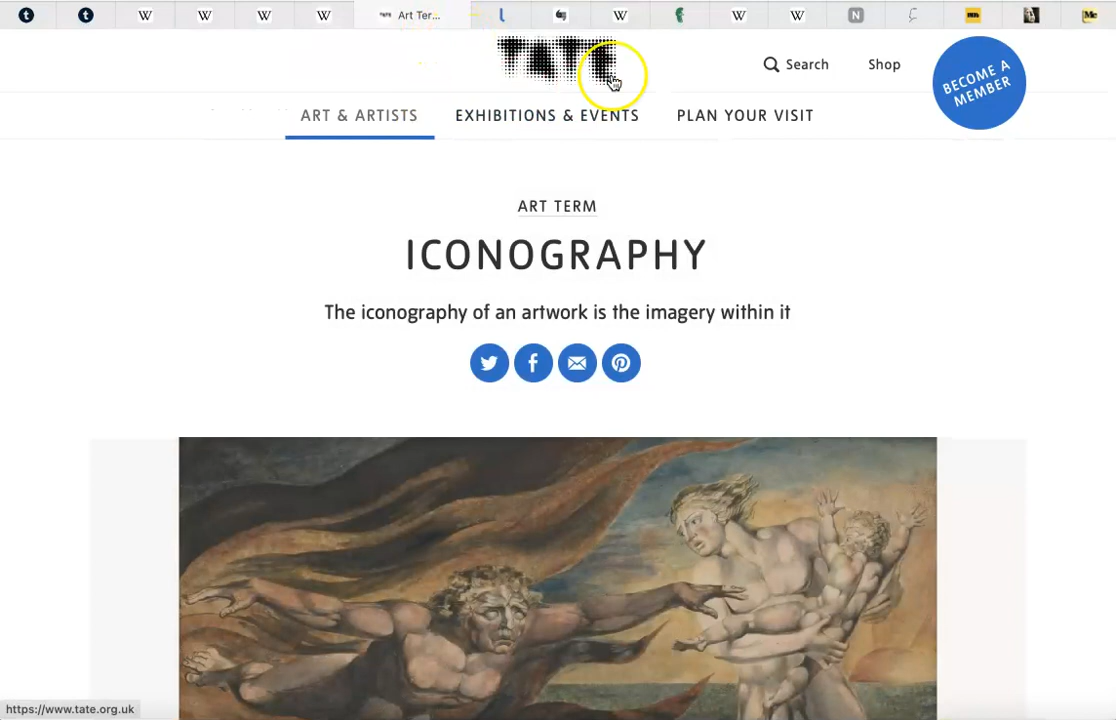 Art Ter...
TATE
Search
Shop
BECOME A
MEMBER
ART & ARTISTS
EXHIBITIONS & EVENTS
PLAN YOUR VISIT
ART TERM
ICONOGRAPHY
The iconography of an artwork is the imagery within it
https://www.tate.org.uk